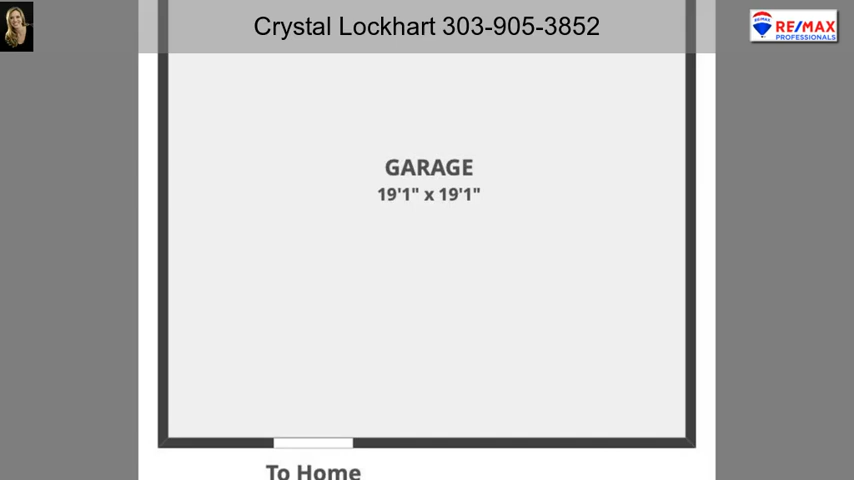 Crystal Lockhart 303-905-3852
RE/MAX
PROFESSIONALS
GARAGE
19'1" x 19'1"
To Home